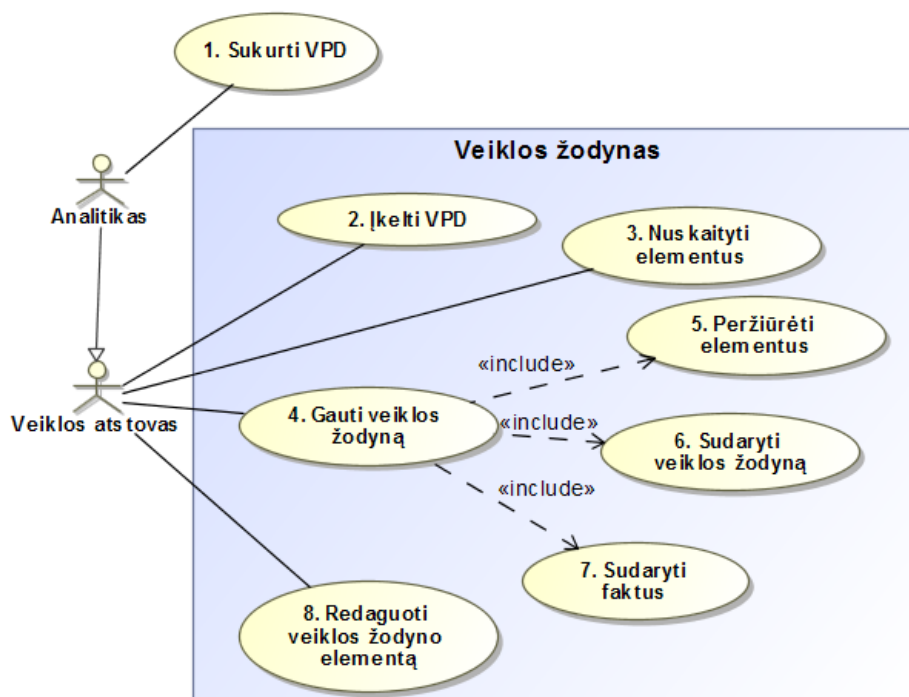 1. Sukurti VPD
Veiklos žodynas
Analitikas
2. Įkelti VPD
3. Nuskaityti
elementus
5. Peržiūrėti
elementus
«include»
Veiklos atstovas
4. Gauti veiklos
žodyną
«include»
6. Sudaryti
veiklos žodyną
«include»
7. Sudaryti
faktus
8. Redaguoti
veiklos žodyno
elementą